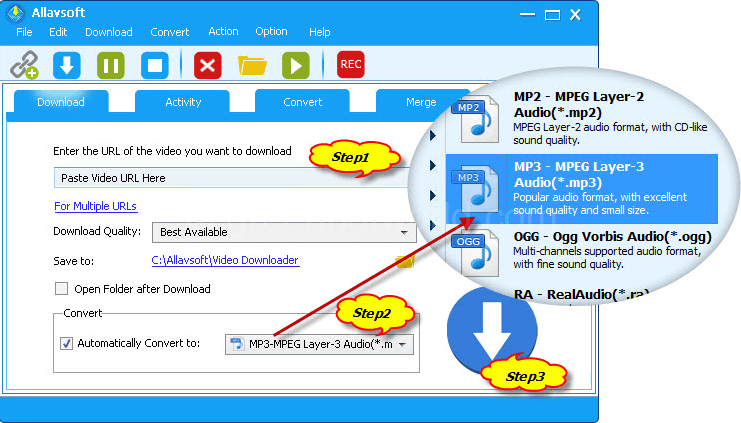 Allavsoft
File Edit Download Convert Action Option Help
REC
Download Activity Convert Merge
Enter the URL of the video you want to download
Step1
Paste Video URL Here
For Multiple URLs
Download Quality: Best Available
Save to: C:\Allavsoft\Video Downloader
Open Folder after Download
Convert
Step2
Automatically Convert to: MP3-MPEG Layer-3 Audio(*.m
Step3
MP2
MP2 - MPEG Layer-2
Audio(*.mp2)
MPEG Layer-2 audio format, with CD-like
sound quality.
MP3
MP3 - MPEG Layer-3
Audio(*.mp3)
Popular audio format, with excellent
sound quality and small size.
OGG
OGG - Ogg Vorbis Audio(*.ogg)
Multi-channels supported audio format,
with fine sound quality.
RA - RealAudio(*.ra)